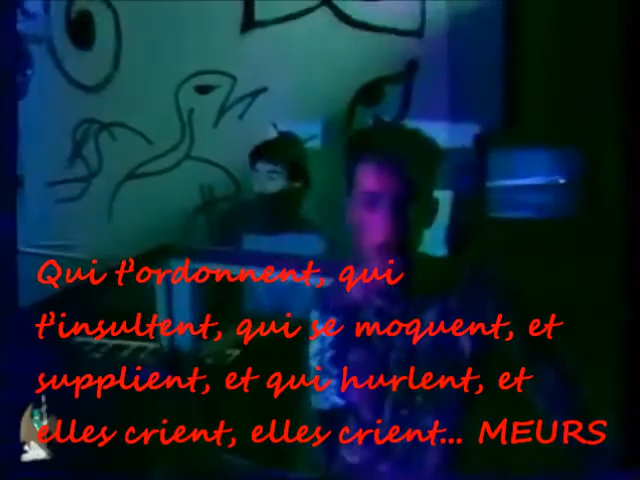 Qui t'ordonnent, qui
t'insultent, qui se moquent, et
supplient, et qui hurlent, et
elles crient, elles crient... MEURS